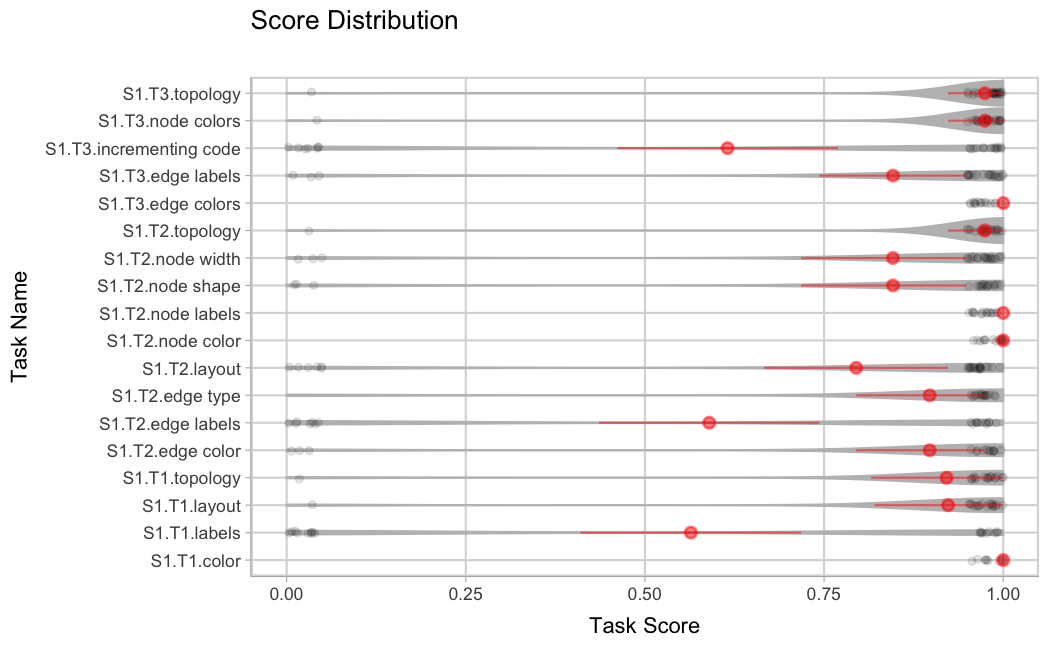 Score Distribution
S1.T3.topology
S1.T3.node colors
S1.T3.incrementing code
S1.T3.edge labels
S1.T3.edge colors
S1.T2.topology
S1.T2.node width
S1.T2.node shape
S1.T2.node labels
S1.T2.node color
S1.T2.layout
S1.T2.edge type
S1.T2.edge labels
S1.T2.edge color
S1.T1.topology
S1.T1.layout
S1.T1.labels
S1.T1.color
Task Name
0.00 0.25 0.50 0.75 1.00
Task Score